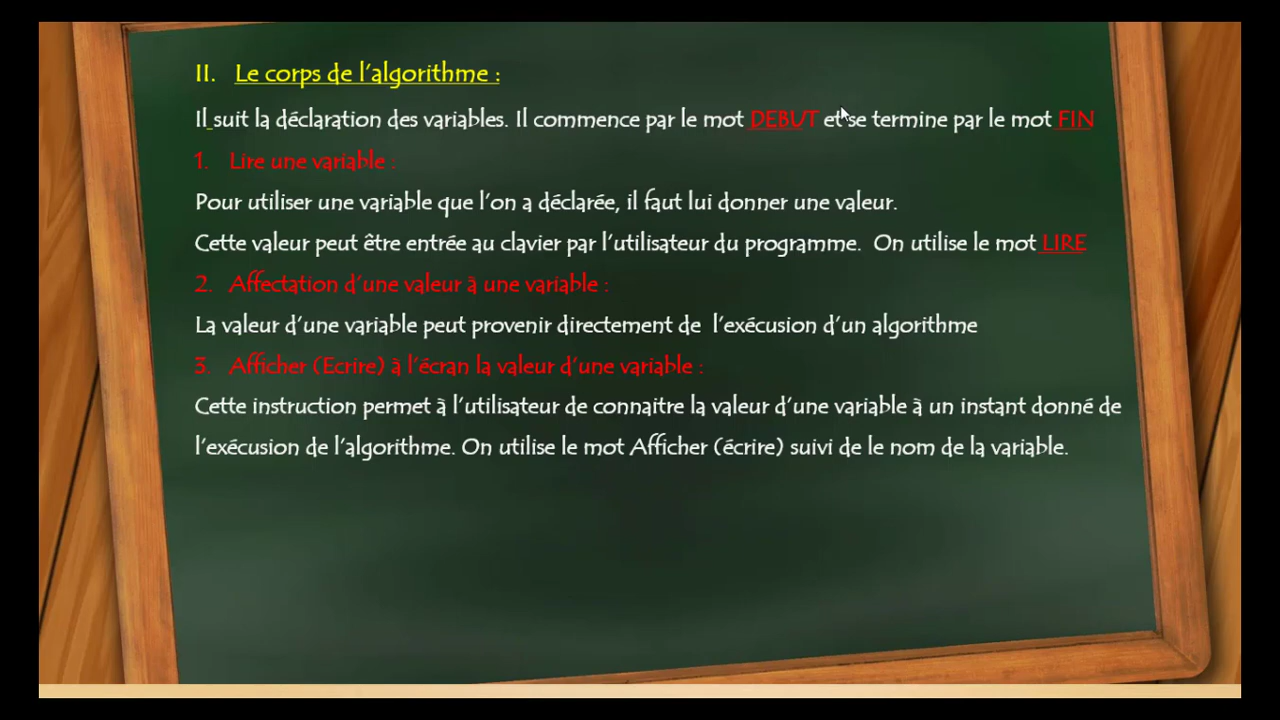 II. Le corps de l'algorithme :
Il suit la déclaration des variables. Il commence par le mot DEBUT et se termine par le mot FIN
1. Lire une variable :
Pour utiliser une variable que l'on a déclarée, il faut lui donner une valeur.
Cette valeur peut être entrée au clavier par l'utilisateur du programme. On utilise le mot LIRE
2. Affectation d'une valeur à une variable :
La valeur d'une variable peut provenir directement de l'exécusion d'un algorithme
3. Afficher (Ecrire) à l'écran la valeur d'une variable :
Cette instruction permet à l'utilisateur de connaitre la valeur d'une variable à un instant donné de
l'exécusion de l'algorithme. On utilise le mot Afficher (écrire) suivi de le nom de la variable.